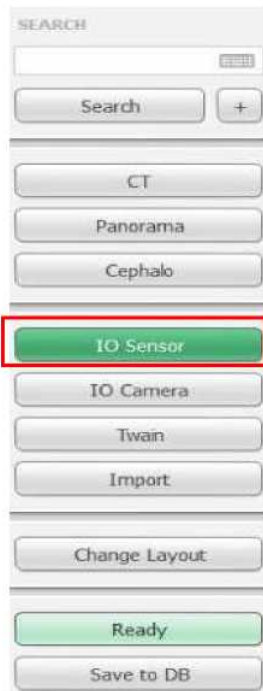 SEARCH
Search +
CT
Panorama
Cephalo
IO Sensor
IO Camera
Twain
Import
Change Layout
Ready
Save to DB